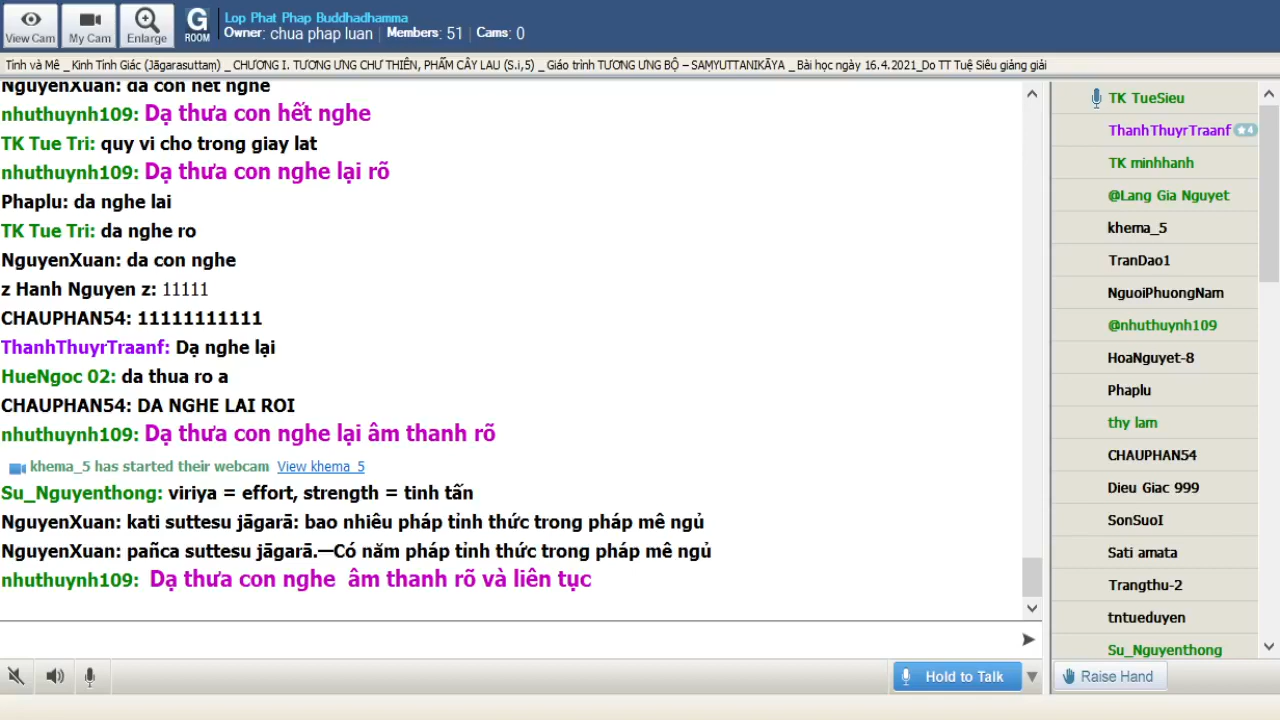 View Cam
My Cam
Enlarge
G ROOM
Lop Phat Phap Buddhadhamma
Owner: chua phap luan | Members: 51 | Cams: 0
Tỉnh và Mê _ Kinh Tỉnh Giác (Jāgarasuttaṃ) _ CHƯƠNG I. TƯƠNG ƯNG CHƯ THIÊN, PHẨM CÂY LAU (S.i,5) _ Giáo trình TƯƠNG ƯNG BỘ – SAṂYUTTANIKĀYA _ Bài học ngày 16.4.2021_Do TT Tuệ Siêu giảng giải
NguyenXuan: da con het nghe
nhuthuynh109: Dạ thưa con hết nghe
TK Tue Tri: quy vi cho trong giay lat
nhuthuynh109: Dạ thưa con nghe lại rõ
Phaplu: da nghe lai
TK Tue Tri: da nghe ro
NguyenXuan: da con nghe
z Hanh Nguyen z: 11111
CHAUPHAN54: 11111111111
ThanhThuyrTraanf: Dạ nghe lại
HueNgoc 02: da thua ro a
CHAUPHAN54: DA NGHE LAI ROI
nhuthuynh109: Dạ thưa con nghe lại âm thanh rõ
khema_5 has started their webcam View khema_5
Su_Nguyenthong: viriya = effort, strength = tinh tấn
NguyenXuan: kati suttesu jāgarā: bao nhiêu pháp tỉnh thức trong pháp mê ngủ
NguyenXuan: pañca suttesu jāgarā.—Có năm pháp tỉnh thức trong pháp mê ngủ
nhuthuynh109: Dạ thưa con nghe âm thanh rõ và liên tục
Hold to Talk
TK TueSieu
ThanhThuyrTraanf ★4
TK minhhanh
@Lang Gia Nguyet
khema_5
TranDao1
NguoiPhuongNam
@nhuthuynh109
HoaNguyet-8
Phaplu
thy lam
CHAUPHAN54
Dieu Giac 999
SonSuoI
Sati amata
Trangthu-2
tntueduyen
Su_Nguyenthong
Raise Hand